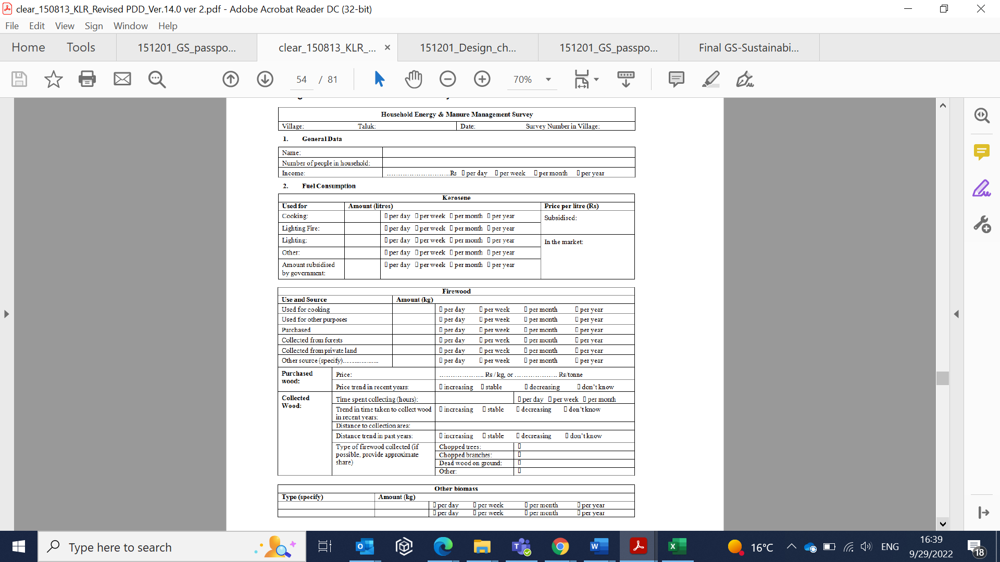 clear_150813_KLR_Revised PDD_Ver.14.0 ver 2.pdf - Adobe Acrobat Reader DC (32-bit)
File Edit View Sign Window Help
Home Tools 151201_GS_passpo... clear_150813_KLR_... 151201_Design_ch... 151201_GS_passpo... Final GS-Sustainabi...
54 / 81 70%
Household Energy & Manure Management Survey
Village: Taluk: Date: Survey Number in Village:
1. General Data
Name:
Number of people in household:
Income: ............................Rs per day per week per month per year
2. Fuel Consumption
Kerosene
Used for Amount (litres) Price per litre (Rs)
Cooking: per day per week per month per year Subsidised:
Lighting Fire: per day per week per month per year
Lighting: per day per week per month per year In the market:
Other: per day per week per month per year
Amount subsidised per day per week per month per year
by government:
Firewood
Use and Source Amount (kg)
Used for cooking per day per week per month per year
Used for other purposes per day per week per month per year
Purchased per day per week per month per year
Collected from forests per day per week per month per year
Collected from private land per day per week per month per year
Other source (specify)..................... per day per week per month per year
Purchased wood: Price: .................... Rs / kg, or .................... Rs/tonne
Price trend in recent years: increasing stable decreasing don't know
Collected Wood: Time spent collecting (hours): per day per week per month
Trend in time taken to collect wood increasing stable decreasing don't know
in recent years:
Distance to collection area:
Distance trend in past years: increasing stable decreasing don't know
Type of firewood collected (if Chopped trees:
possible, provide approximate Chopped branches:
share) Dead wood on ground:
Other:
Other biomass
Type (specify) Amount (kg)
per day per week per month per year
per day per week per month per year
Type here to search 16°C ENG 16:39
9/29/2022 18